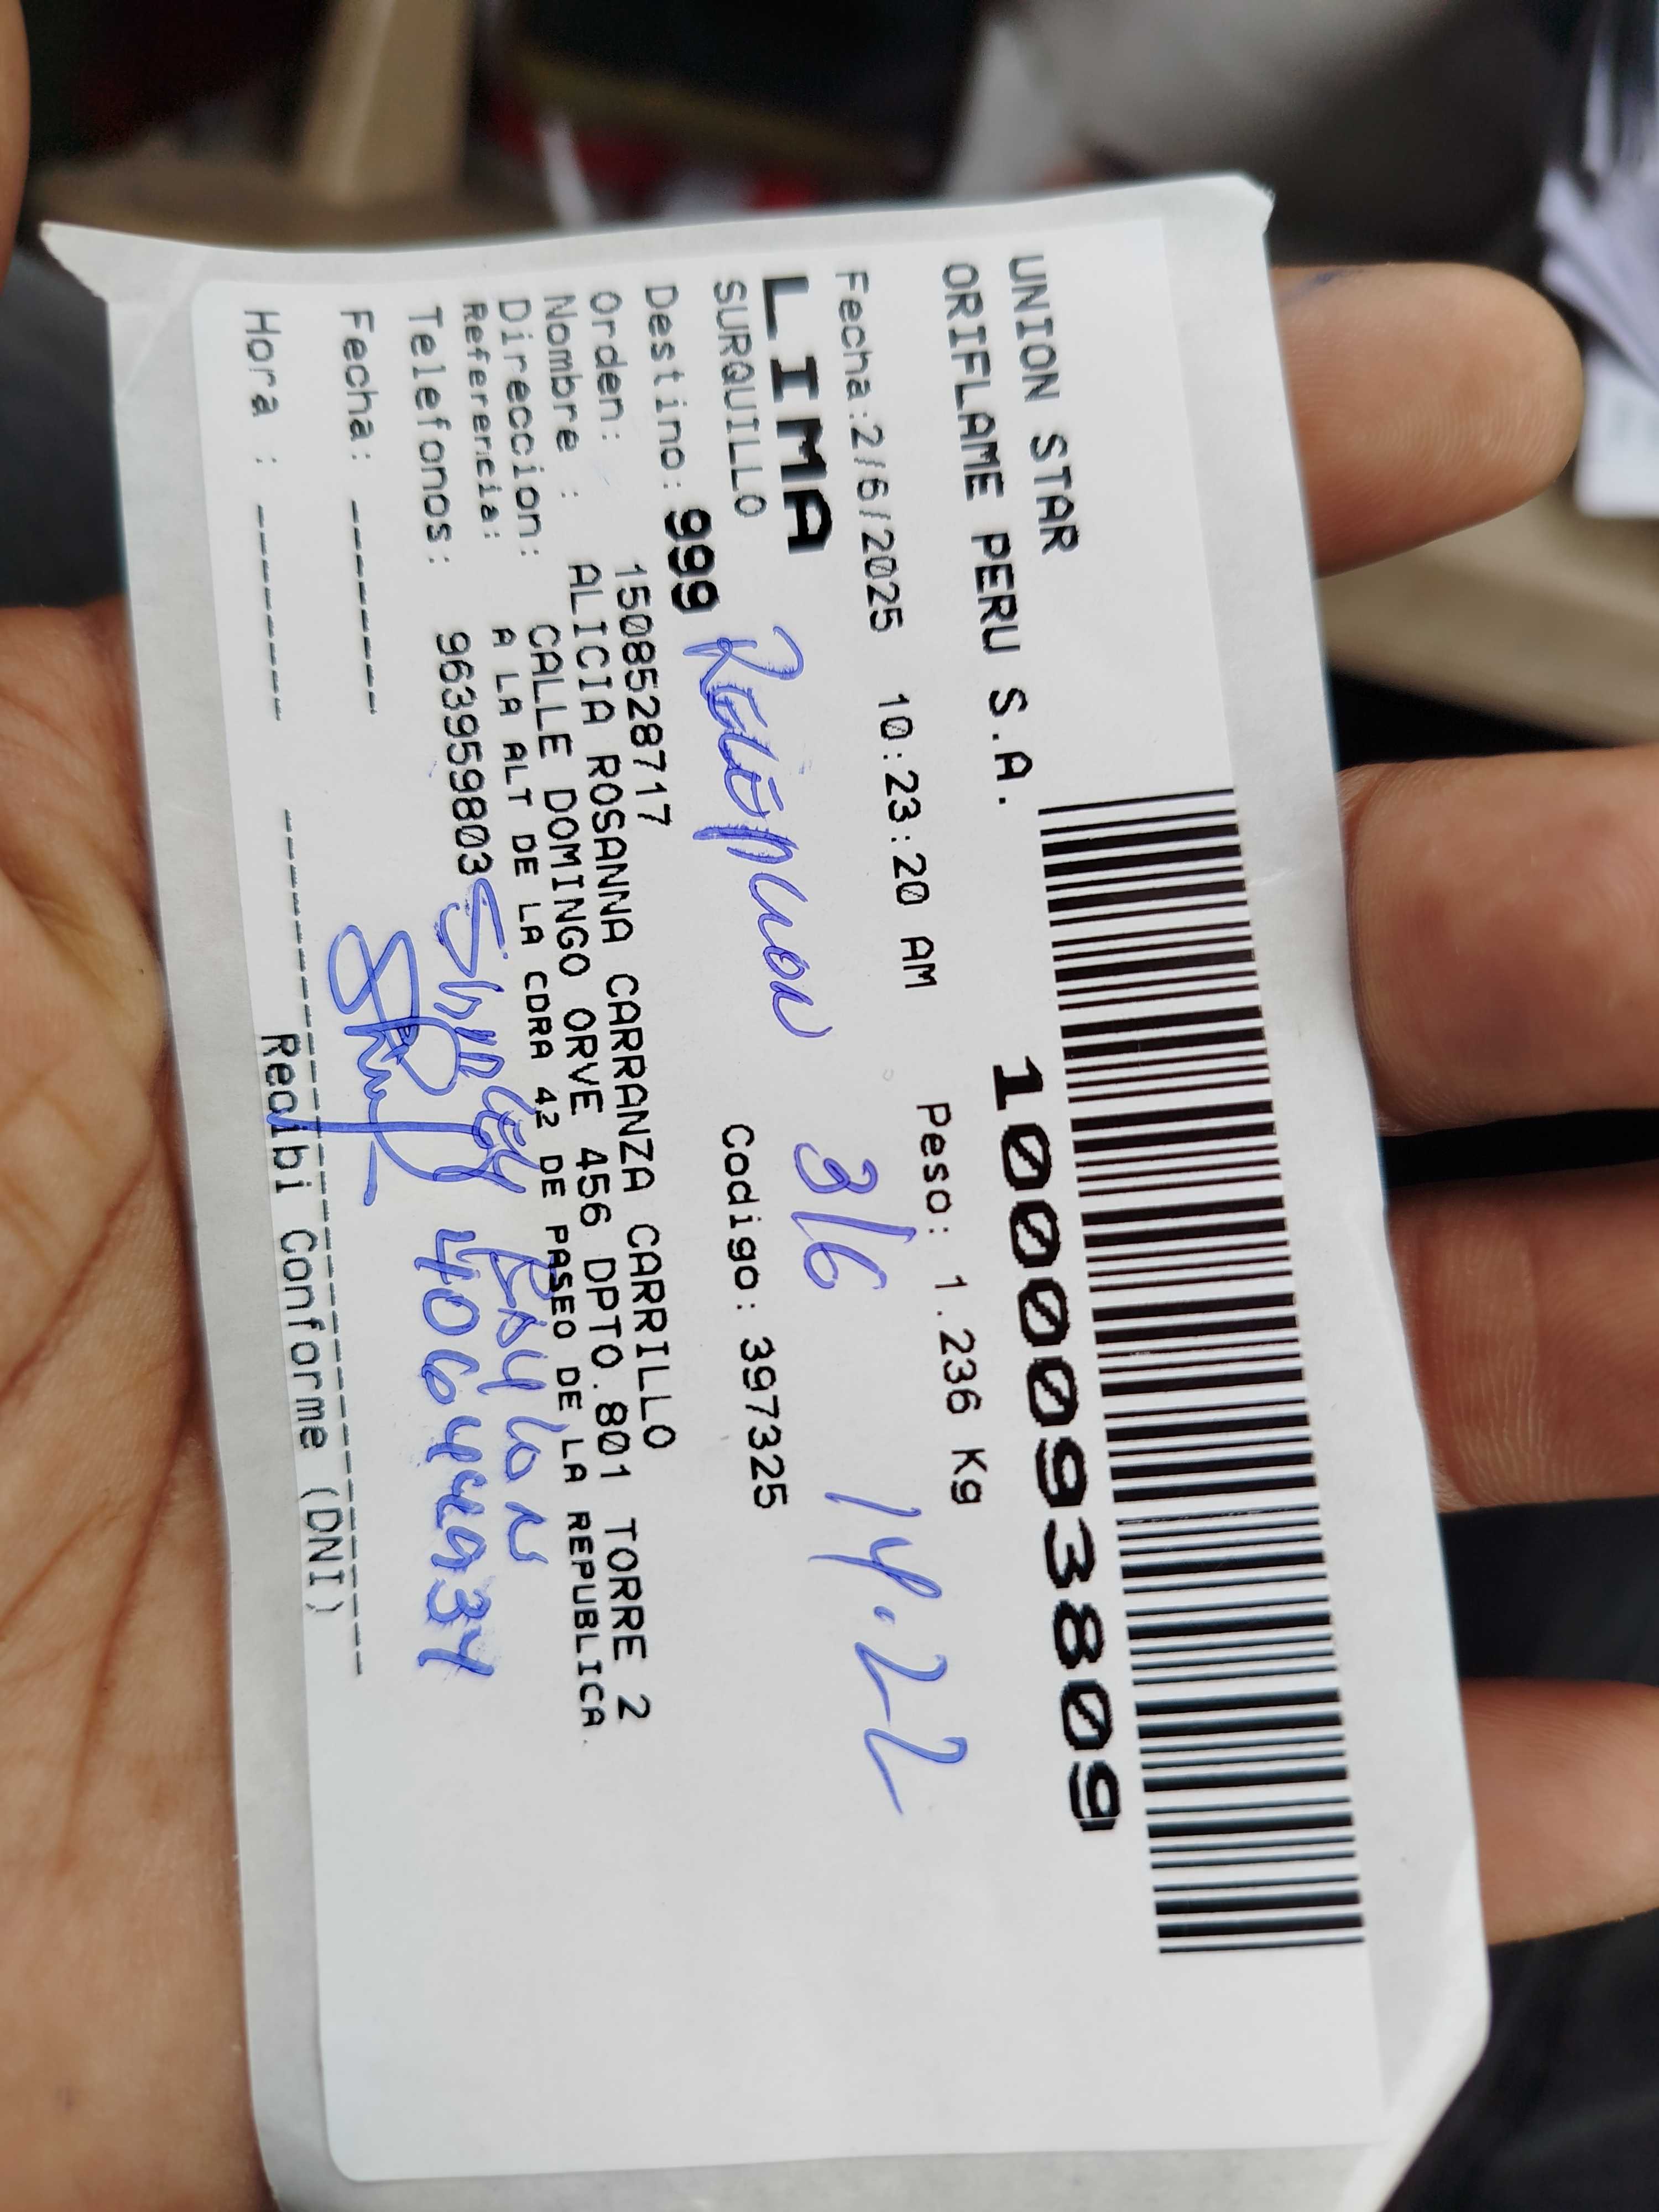 UNION STAR
ORIFLAME PERU S.A.
1000093809
Fecha:2/6/2025 10:23:20 AM Peso: 1.236 Kg
LIMA 3/6 14.22
SURQUILLO Codigo: 397325
Destino: 999 Recepcion
Orden: 1508528717
Nombre : ALICIA ROSANNA CARRANZA CARRILLO
Direccion: CALLE DOMINGO ORVE 456 DPTO.801 TORRE 2
Referencia: A LA ALT DE LA CDRA 42 DE PASEO DE LA REPUBLICA
Telefonos: 963959803
Shirley
Fecha: -------
Hora : --------
Recibi Conforme (DNI)